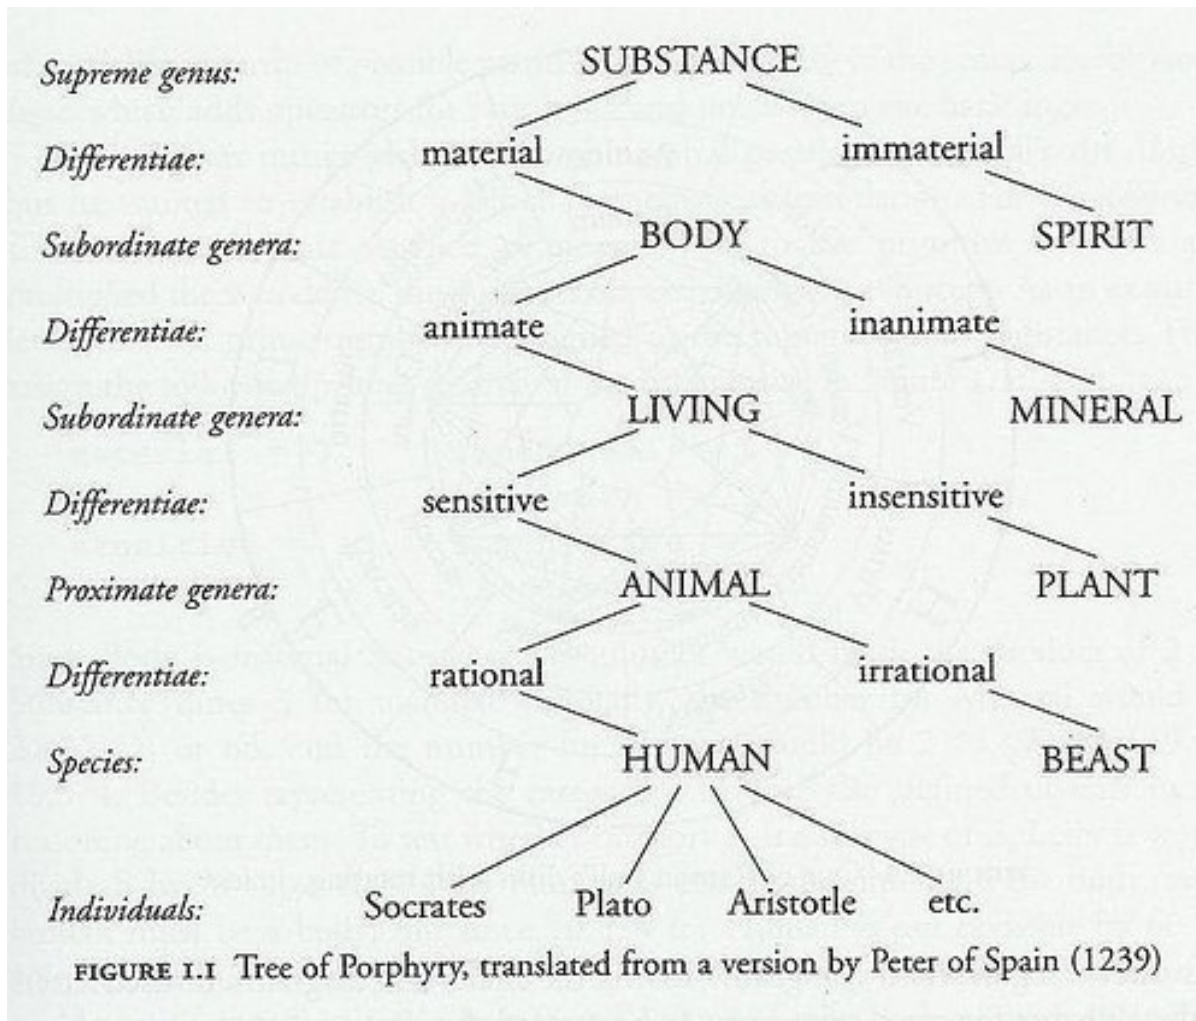 Supreme genus: SUBSTANCE
Differentiae: material immaterial
Subordinate genera: BODY SPIRIT
Differentiae: animate inanimate
Subordinate genera: LIVING MINERAL
Differentiae: sensitive insensitive
Proximate genera: ANIMAL PLANT
Differentiae: rational irrational
Species: HUMAN BEAST
Individuals: Socrates Plato Aristotle etc.
FIGURE 1.1 Tree of Porphyry, translated from a version by Peter of Spain (1239)